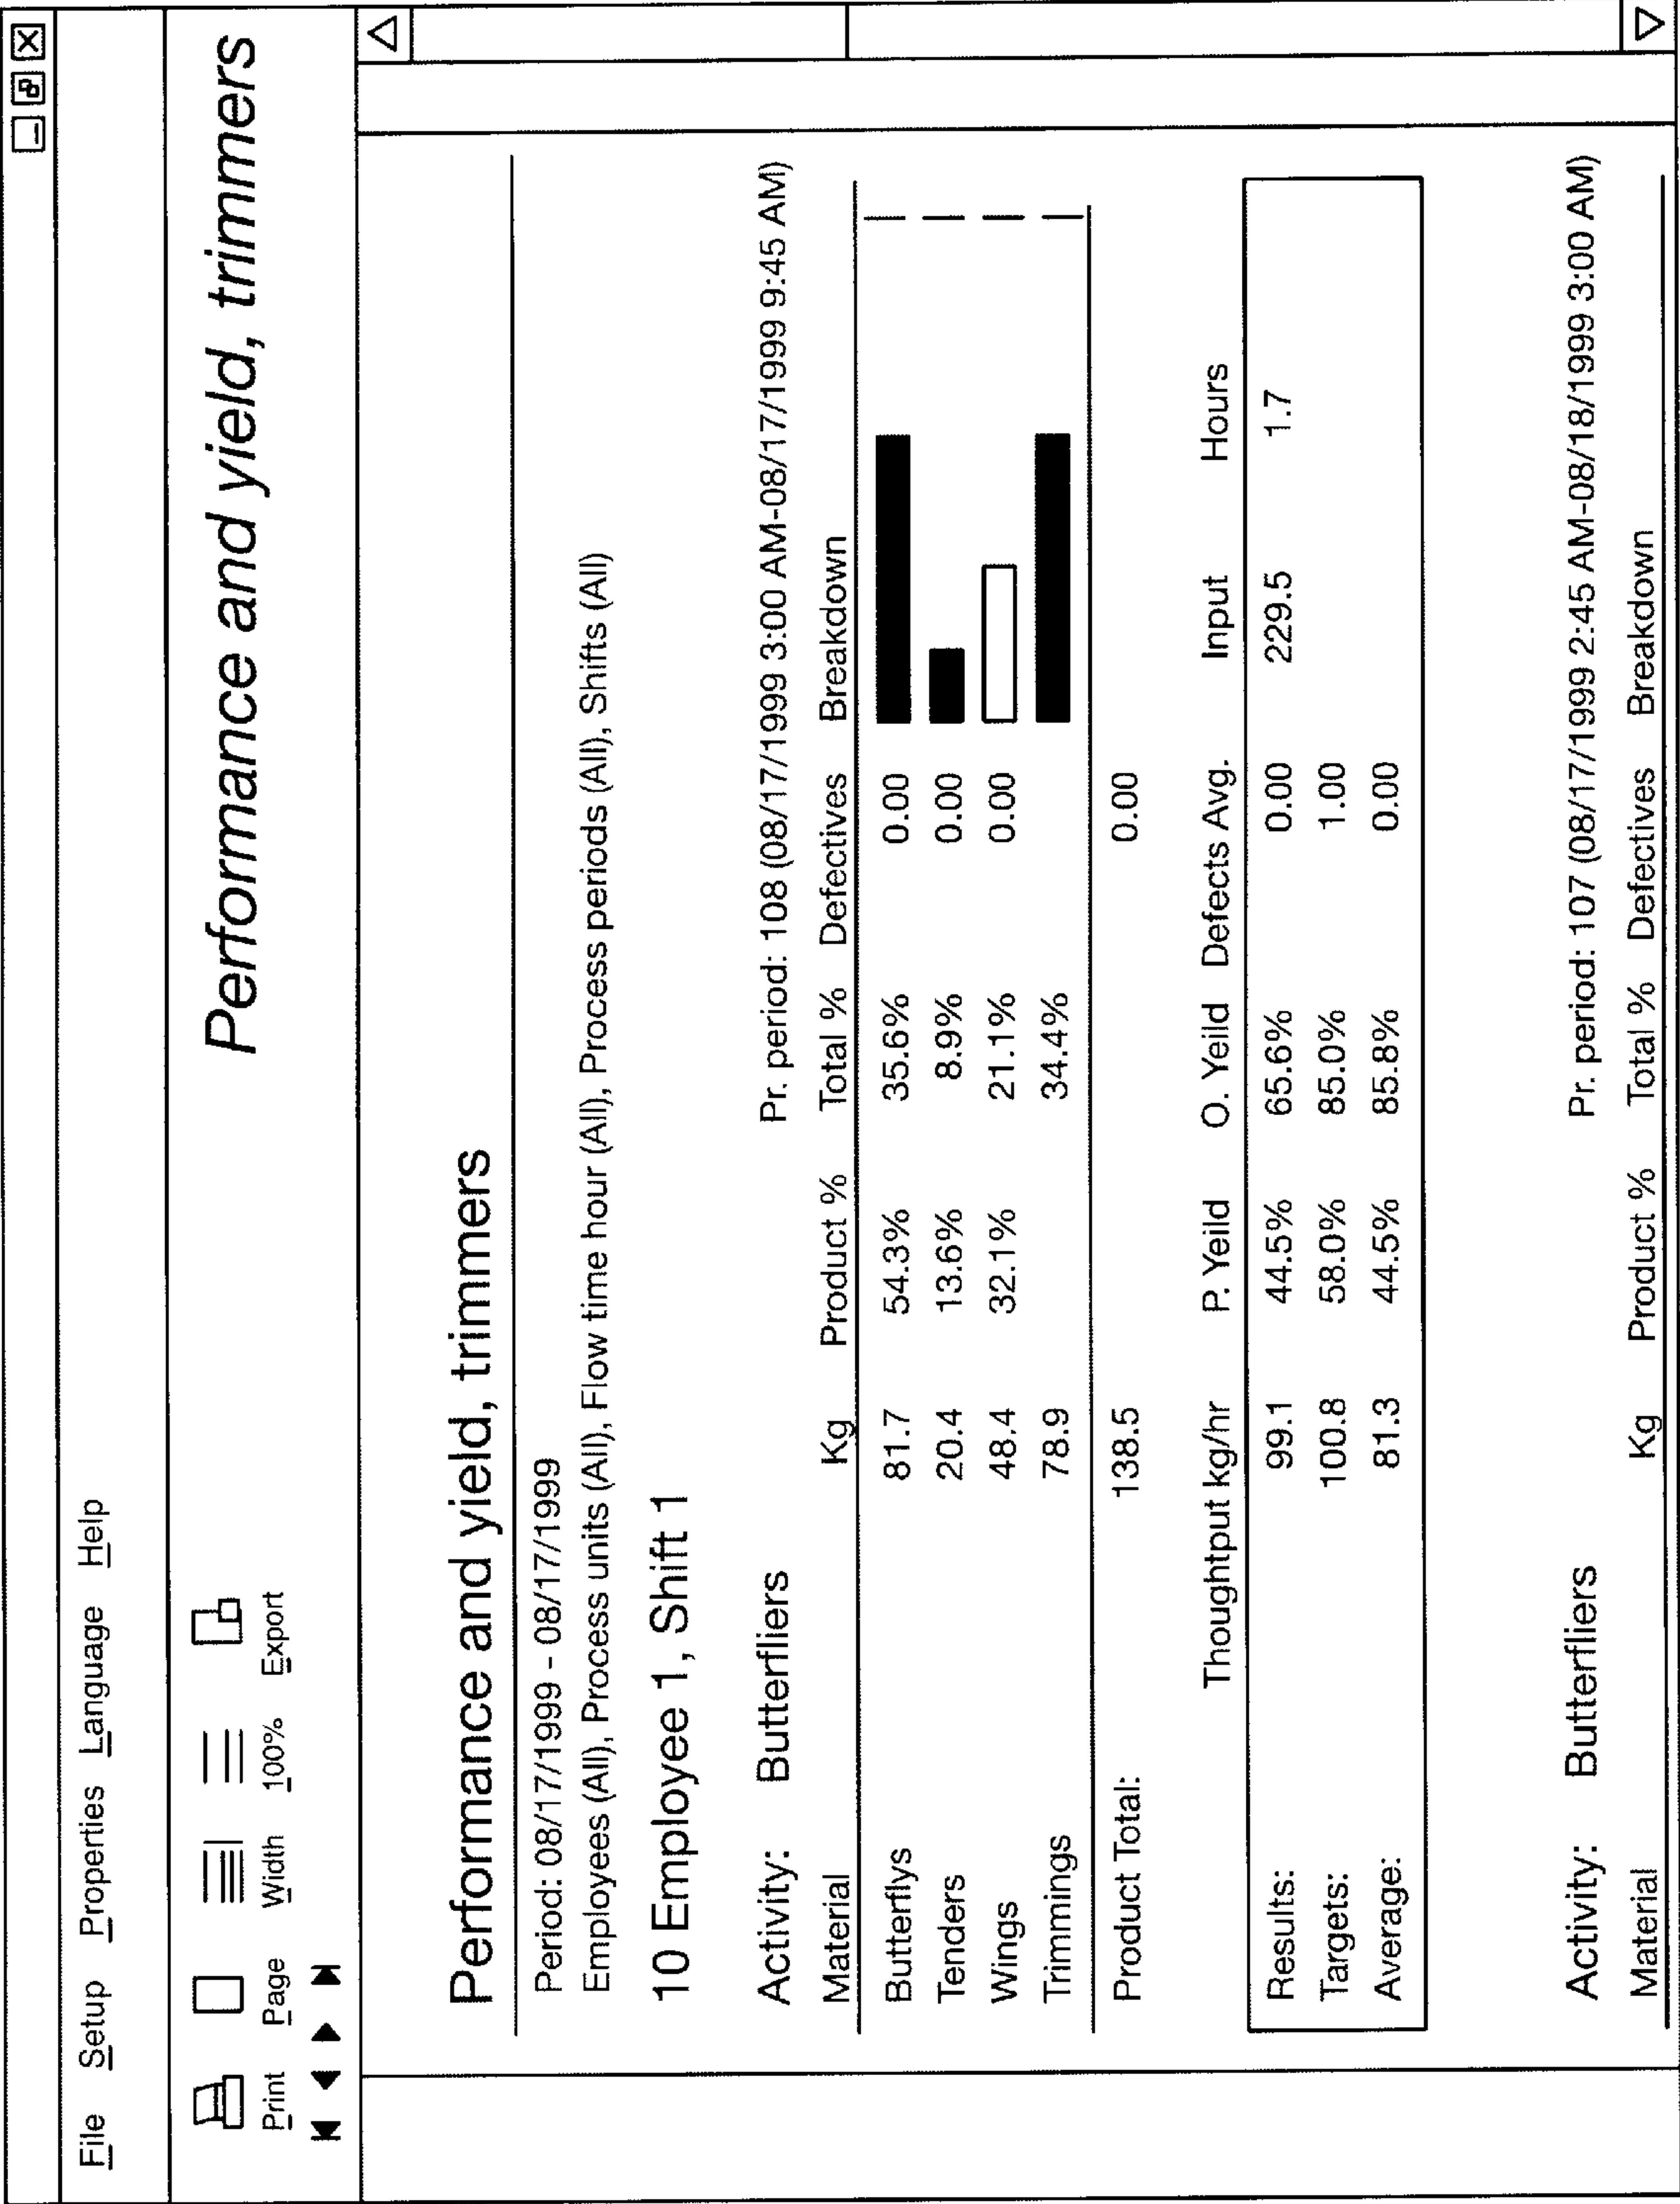 File Setup Properties Language Help
Performance and yield, trimmers
Print Page Width 100% Export
Performance and yield, trimmers
Period: 08/17/1999 - 08/17/1999
Employees (All), Process units (All), Flow time hour (All), Process periods (All), Shifts (All)
10 Employee 1, Shift 1
Activity: Butterfliers Pr. period: 108 (08/17/1999 3:00 AM-08/17/1999 9:45 AM)
Material Kg Product % Total % Defectives Breakdown
Butterflys 81.7 54.3% 35.6% 0.00
Tenders 20.4 13.6% 8.9% 0.00
Wings 48.4 32.1% 21.1% 0.00
Trimmings 78.9 34.4%
Product Total: 138.5 0.00
Thoughtput kg/hr P. Yeild O. Yeild Defects Avg. Input Hours
Results: 99.1 44.5% 65.6% 0.00 229.5 1.7
Targets: 100.8 58.0% 85.0% 1.00
Average: 81.3 44.5% 85.8% 0.00
Activity: Butterfliers Pr. period: 107 (08/17/1999 2:45 AM-08/18/1999 3:00 AM)
Material Kg Product % Total % Defectives Breakdown